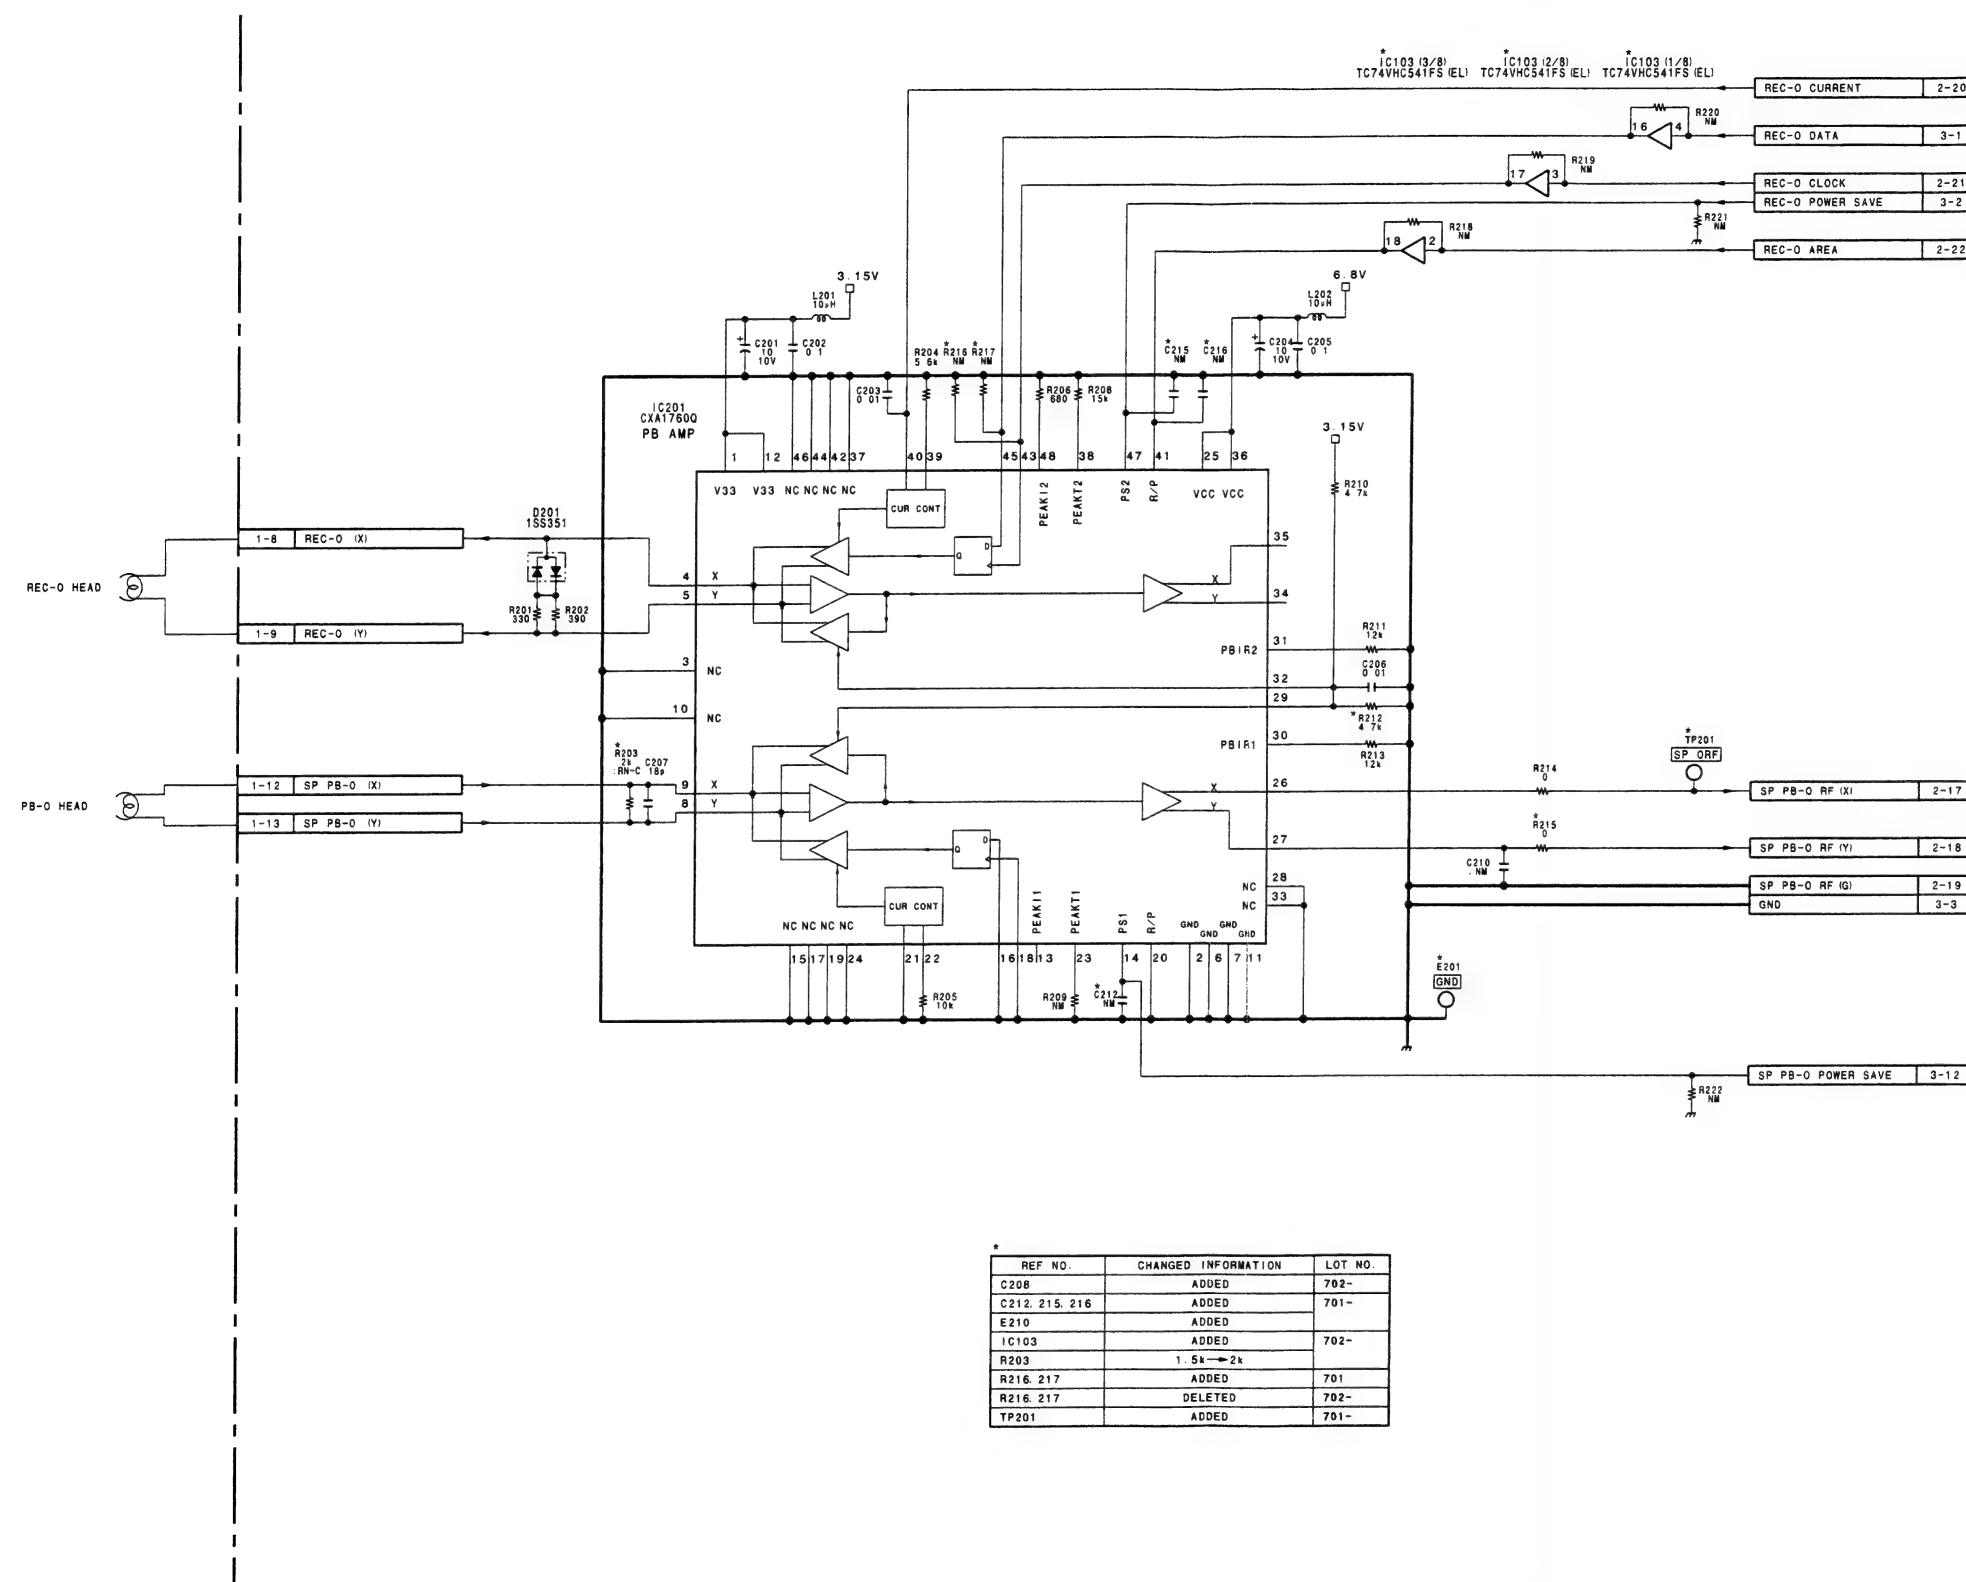 *
IC103 (3/8)
TC74VHC541FS (EL)
*
IC103 (2/8)
TC74VHC541FS (EL)
*
IC103 (1/8)
TC74VHC541FS (EL)
REC-O CURRENT 2-20
16 4 R220
NM
REC-O DATA 3-1
17 3 R219
NM
REC-O CLOCK 2-21
REC-O POWER SAVE 3-2
R221
NM
18 2 R218
NM
REC-O AREA 2-22
3.15V
L201
10μH
6.8V
L202
10μH
+ C201
10
10V
C202
0 1
R204
5 6k
* R216
NM
* R217
NM
* C215
NM
* C216
NM
+ C204
10
10V
C205
0 1
C203
0 01
R206
680
R208
15k
IC201
CXA1760Q
PB AMP
3.15V
1 12 46 44 42 37 40 39 45 43 48 38 47 41 25 36
V33 V33 NC NC NC NC
PEAKI2
PEAKT2
PS2
R/P
VCC VCC
R210
4 7k
CUR CONT
D201
1SS351
1-8 REC-O (X)
REC-O HEAD
R201
330
R202
390
1-9 REC-O (Y)
4 X
5 Y
Q D
X
Y
35
34
R211
12k
PBIR2 31
C206
0 01
32
29
* R212
4 7k
PBIR1 30
R213
12k
3 NC
10 NC
*
R203
2k
:RN-C
C207
18p
1-12 SP PB-O (X)
PB-O HEAD
1-13 SP PB-O (Y)
9 X
8 Y
Q D
X
Y
26
27
R214
0
*
TP201
SP ORF
SP PB-O RF (X) 2-17
*
R215
0
SP PB-O RF (Y) 2-18
C210
. NM
NC 28
NC 33
SP PB-O RF (G) 2-19
GND 3-3
CUR CONT
NC NC NC NC
PEAKI1
PEAKT1
PS1
R/P
GND
GND
GND
GND
15 17 19 24 21 22 16 18 13 23 14 20 2 6 7 11
R205
10k
R209
NM
* C212
NM
*
E201
GND
SP PB-O POWER SAVE 3-12
R222
NM
*
REF NO. CHANGED INFORMATION LOT NO.
C208 ADDED 702-
C212. 215. 216 ADDED 701-
E210 ADDED
IC103 ADDED 702-
R203 1.5k→2k
R216. 217 ADDED 701
R216. 217 DELETED 702-
TP201 ADDED 701-